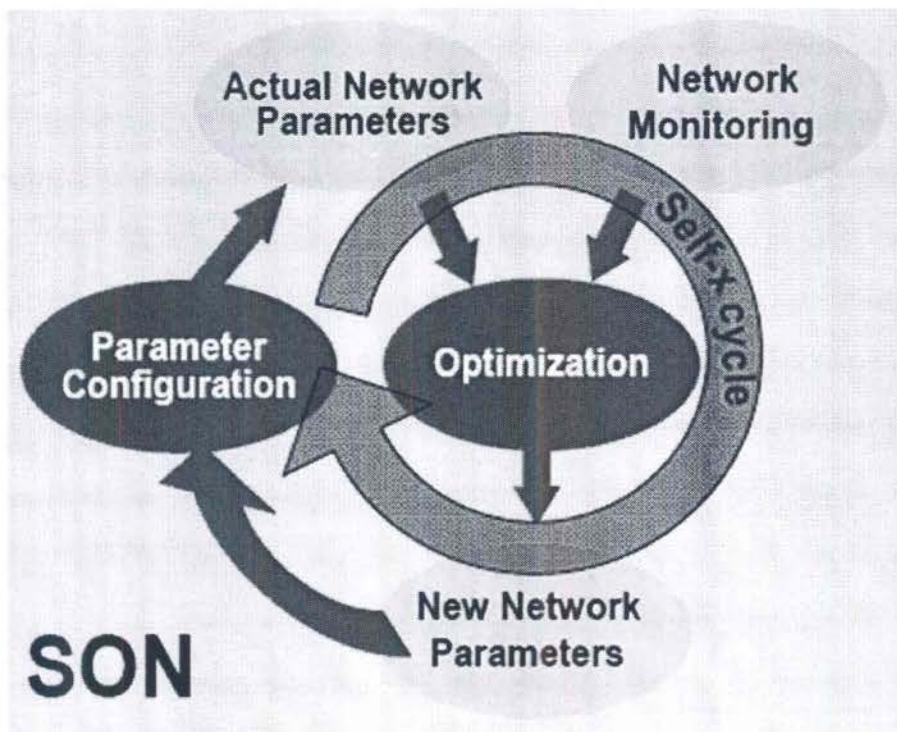 Actual Network
Parameters
Network
Monitoring
Self-x cycle
Parameter
Configuration
Optimization
New Network
Parameters
SON